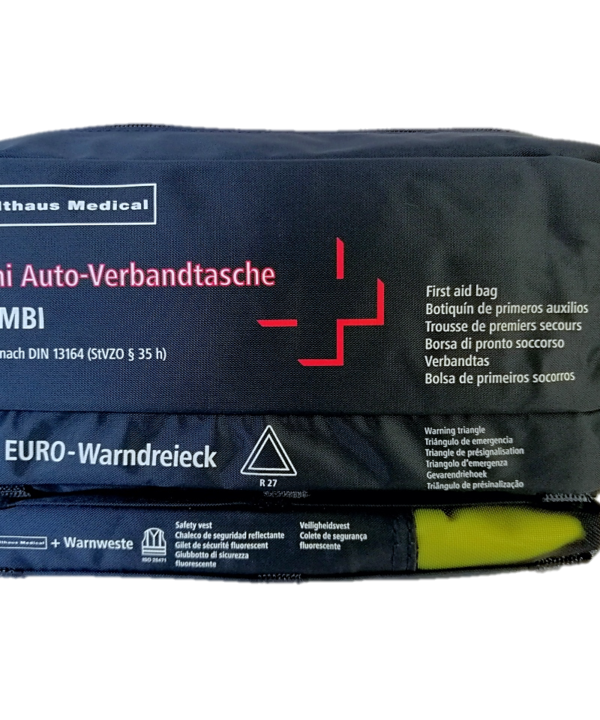 lthaus Medical
ni Auto-Verbandtasche
MBI
nach DIN 13164 (StVZO § 35 h)
First aid bag
Botiquín de primeros auxilios
Trousse de premiers secours
Borsa di pronto soccorso
Verbandtas
Bolsa de primeiros socorros
EURO-Warndreieck
R 27
Warning triangle
Triángulo de emergencia
Triangle de présignalisation
Triangolo d'emergenza
Gevarendriehoek
Triângulo de présinalização
+ Warnweste
ISO 20471
Safety vest
Chaleco de seguridad reflectante
Gilet de sécurité fluorescent
Giubbotto di sicurezza
fluorescente
Veiligheidsvest
Colete de segurança
fluorescente